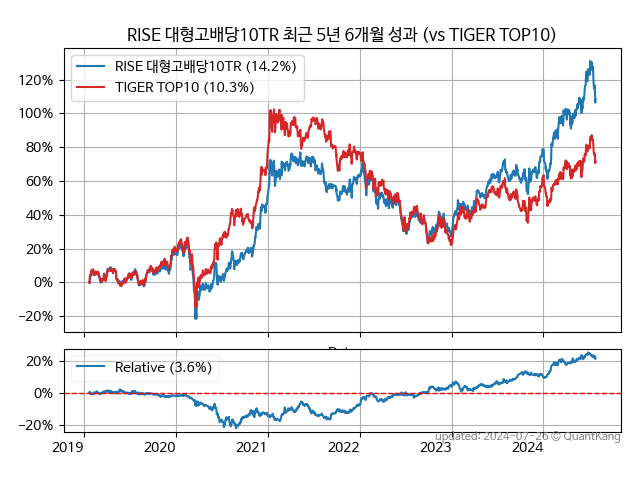 RISE 대형고배당10TR 최근 5년 6개월 성과 (vs TIGER TOP10)
RISE 대형고배당10TR (14.2%)
TIGER TOP10 (10.3%)
120%
100%
80%
60%
40%
20%
0%
−20%
Relative (3.6%)
20%
0%
−20%
2019 2020 2021 2022 2023 2024
updated: 2024-07-26 © QuantKang